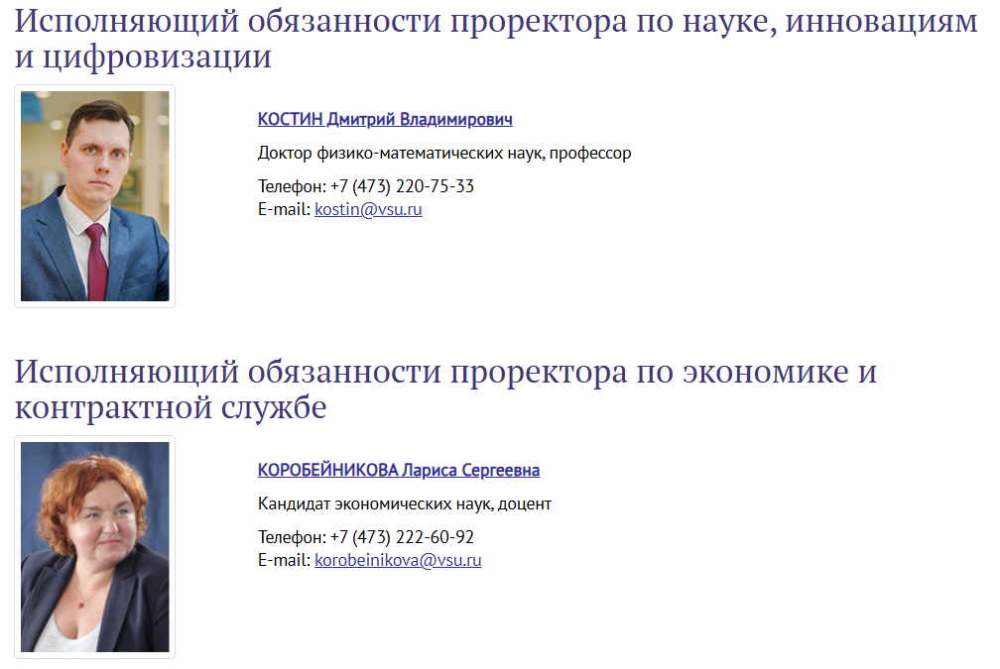 Исполняющий обязанности проректора по науке, инновациям
и цифровизации
КОСТИН Дмитрий Владимирович
Доктор физико-математических наук, профессор
Телефон: +7 (473) 220-75-33
E-mail: kostin@vsu.ru
Исполняющий обязанности проректора по экономике и
контрактной службе
КОРОБЕЙНИКОВА Лариса Сергеевна
Кандидат экономических наук, доцент
Телефон: +7 (473) 222-60-92
E-mail: korobeinikova@vsu.ru